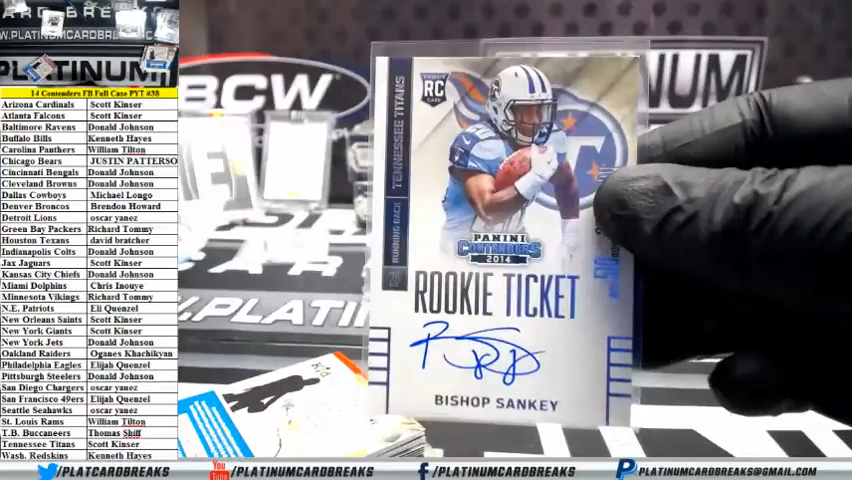 W.PLATINUMCARDBREAKS.COM
PLATINUM
14 Contenders FB Full Case PYT #38
Arizona Cardinals Scott Kinser
Atlanta Falcons Scott Kinser
Baltimore Ravens Donald Johnson
Buffalo Bills Kenneth Hayes
Carolina Panthers William Tilton
Chicago Bears JUSTIN PATTERSO
Cincinnati Bengals Donald Johnson
Cleveland Browns Donald Johnson
Dallas Cowboys Michael Longo
Denver Broncos Brendon Howard
Detroit Lions oscar yanez
Green Bay Packers Richard Tommy
Houston Texans david bratcher
Indianapolis Colts Donald Johnson
Jax Jaguars Scott Kinser
Kansas City Chiefs Donald Johnson
Miami Dolphins Chris Inouye
Minnesota Vikings Richard Tommy
N.E. Patriots Eli Quenzel
New Orleans Saints Scott Kinser
New York Giants Scott Kinser
New York Jets Donald Johnson
Oakland Raiders Oganes Khachikyan
Philadelphia Eagles Elijah Quenzel
Pittsburgh Steelers Donald Johnson
San Diego Chargers oscar yanez
San Francisco 49ers Elijah Quenzel
Seattle Seahawks oscar yanez
St. Louis Rams William Tilton
T.B. Buccaneers Thomas Shiff
Tennessee Titans Scott Kinser
Wash. Redskins Kenneth Hayes
BCW
NUM
RC
TENNESSEE TITANS
RUNNING BACK
PANINI
CONTENDERS
2014
ROOKIE TICKET
BISHOP SANKEY
/PLATCARDBREAKS
You Tube /PLATINUMCARDBREAKS
/PLATINUMCARDBREAKS
PLATINUMCARDBREAKS@GMAIL.COM